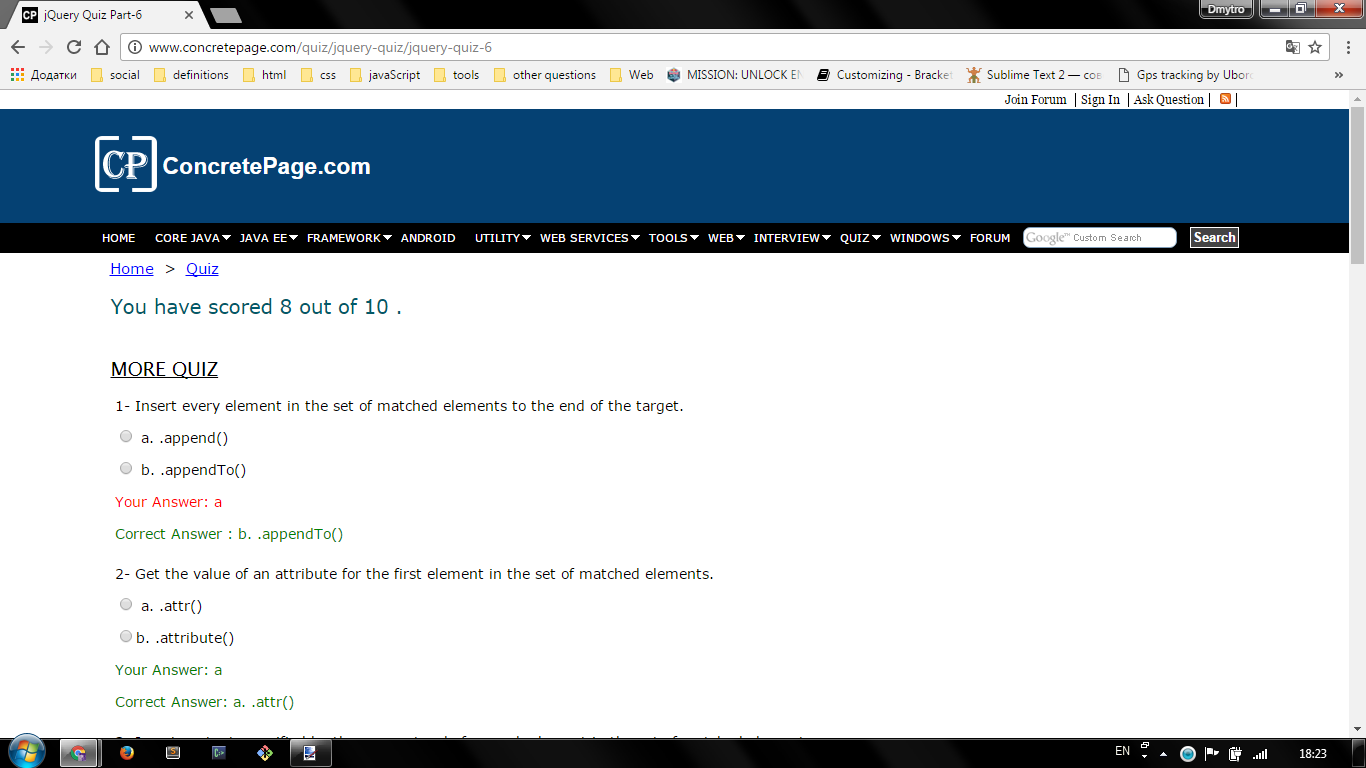 jQuery Quiz Part-6
Dmytro
www.concretepage.com/quiz/jquery-quiz/jquery-quiz-6
Додатки social definitions html css javaScript tools other questions Web MISSION: UNLOCK EN Customizing - Bracket Sublime Text 2 — сов Gps tracking by Ubor »
Join Forum | Sign In | Ask Question | |
CP ConcretePage.com
HOME CORE JAVA JAVA EE FRAMEWORK ANDROID UTILITY WEB SERVICES TOOLS WEB INTERVIEW QUIZ WINDOWS FORUM Google™ Custom Search Search
Home > Quiz
You have scored 8 out of 10 .
MORE QUIZ
1- Insert every element in the set of matched elements to the end of the target.
a. .append()
b. .appendTo()
Your Answer: a
Correct Answer : b. .appendTo()
2- Get the value of an attribute for the first element in the set of matched elements.
a. .attr()
b. .attribute()
Your Answer: a
Correct Answer: a. .attr()
EN 18:23